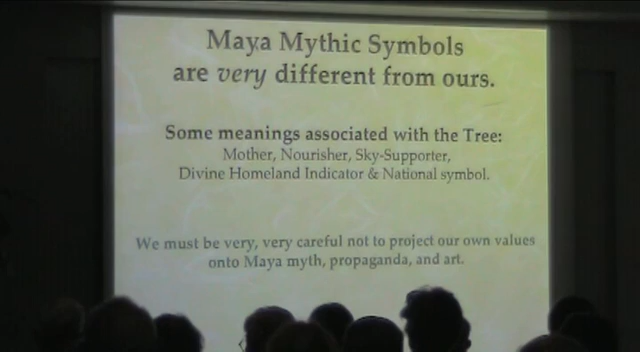 Maya Mythic Symbols
are very different from ours.
Some meanings associated with the Tree:
Mother, Nourisher, Sky-Supporter,
Divine Homeland Indicator & National symbol.
We must be very, very careful not to project our own values
onto Maya myth, propaganda, and art.